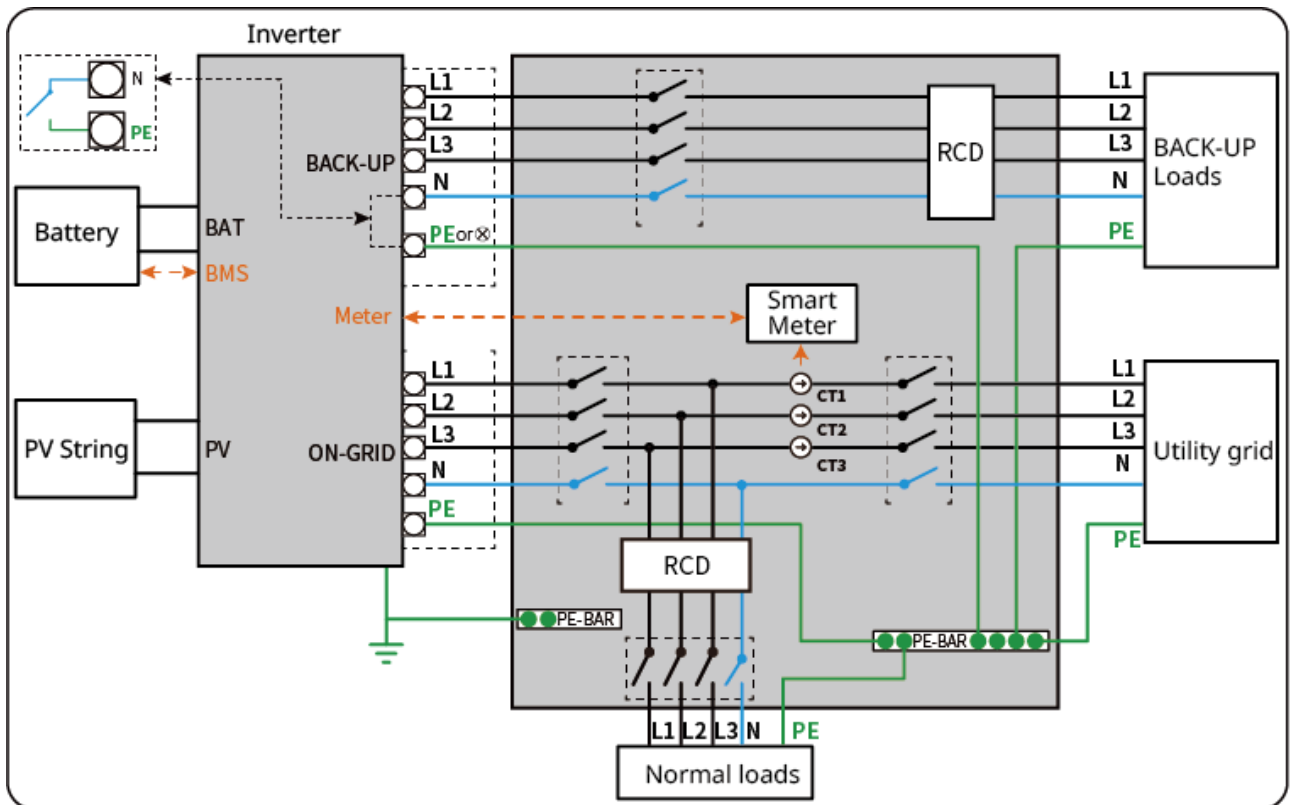 Inverter
N
PE
L1
L2
L3
BACK-UP
N
PEor⊗
RCD
L1
L2
L3
N
PE
BACK-UP
Loads
Battery
BAT
BMS
Meter
Smart
Meter
L1
L2
L3
ON-GRID
N
PE
CT1
CT2
CT3
L1
L2
L3
N
PE
Utility grid
PV String
PV
RCD
PE-BAR
PE-BAR
L1 L2 L3 N PE
Normal loads